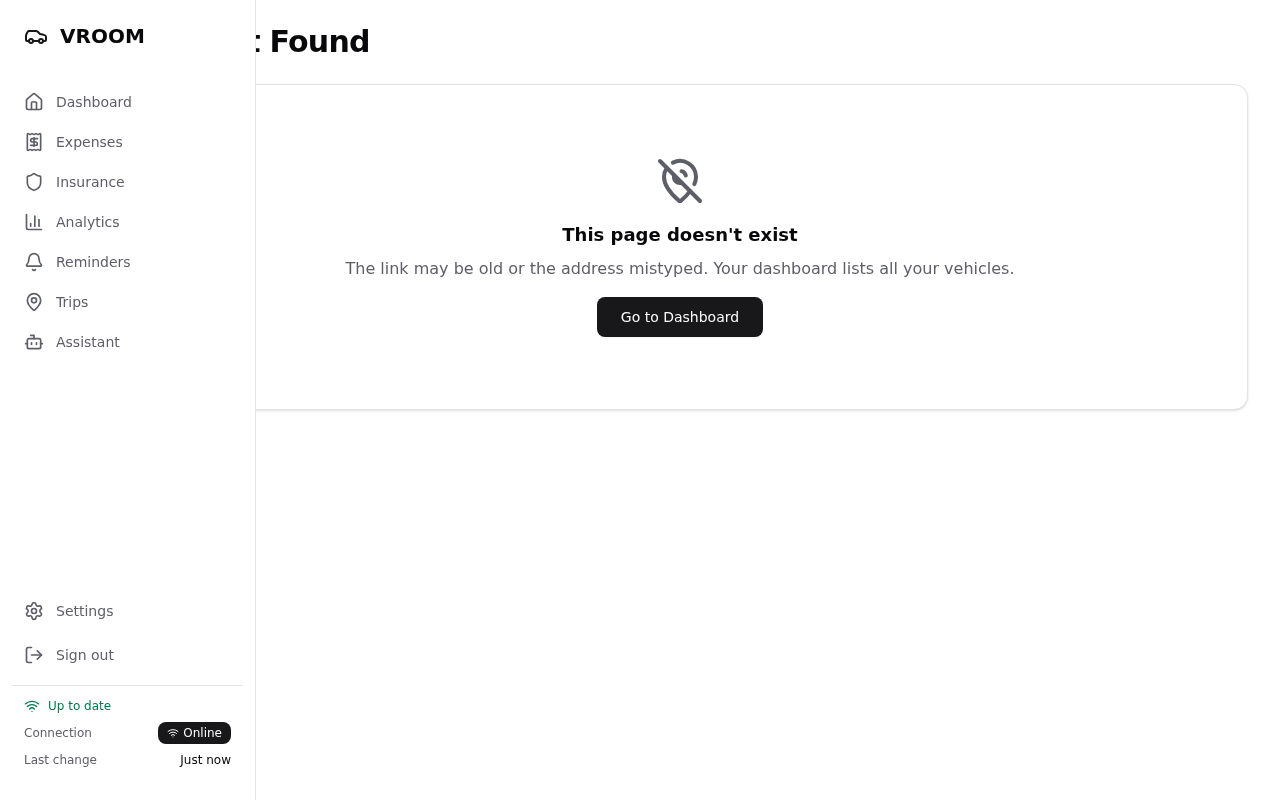 VROOM
Found
Dashboard
Expenses
Insurance
Analytics
Reminders
Trips
Assistant
This page doesn't exist
The link may be old or the address mistyped. Your dashboard lists all your vehicles.
Go to Dashboard
Settings
Sign out
Up to date
Connection
Online
Last change
Just now